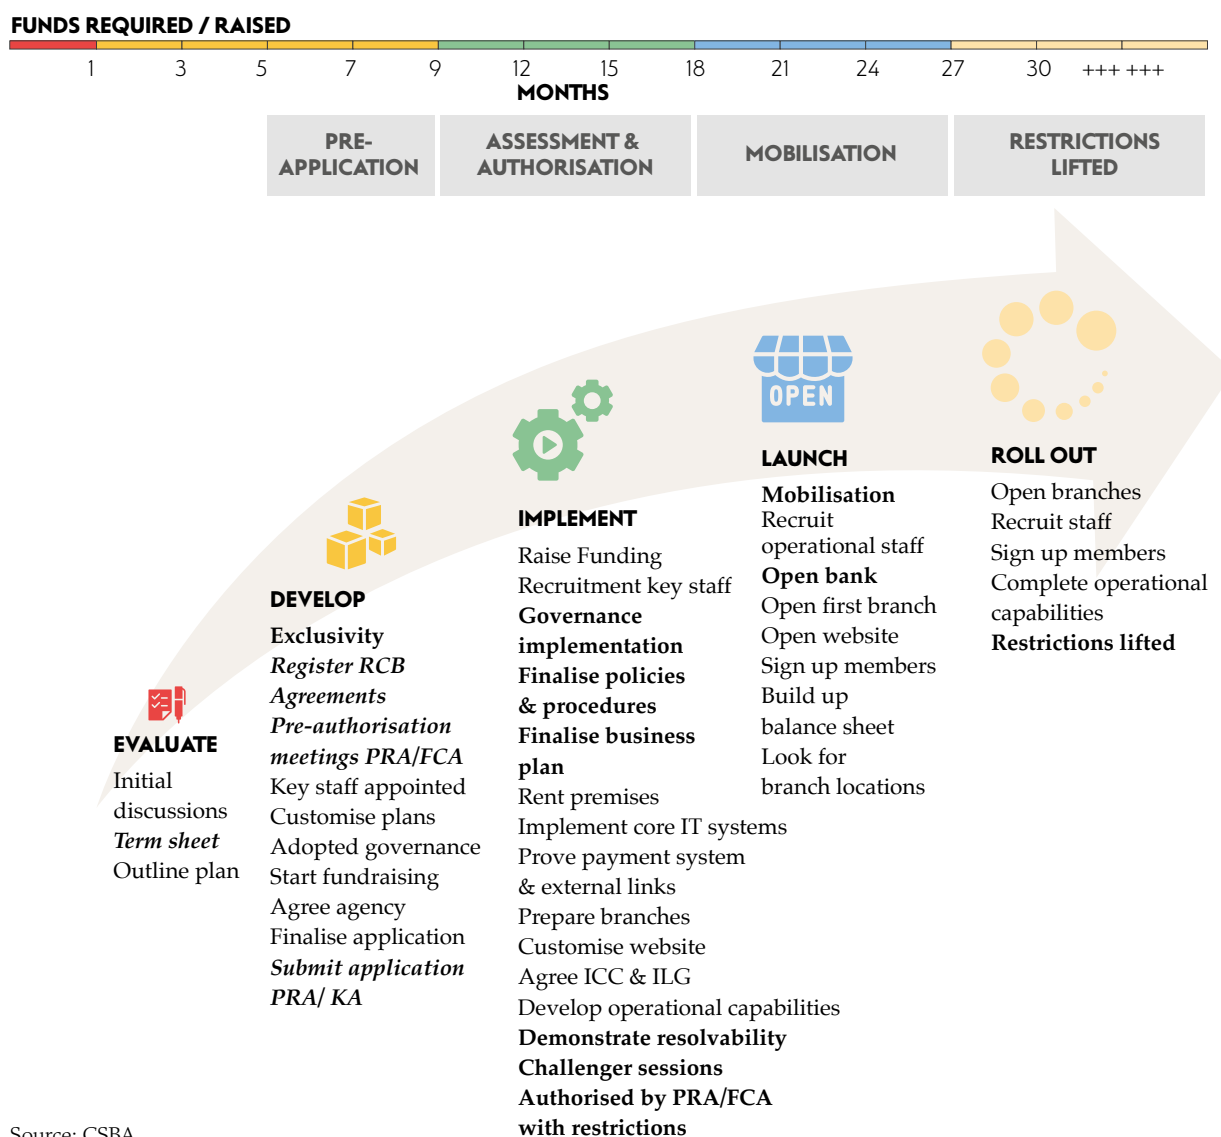 FUNDS REQUIRED / RAISED
1 3 5 7 9 12 15 18 21 24 27 30 +++ +++
MONTHS
PRE-
APPLICATION
ASSESSMENT &
AUTHORISATION
MOBILISATION
RESTRICTIONS
LIFTED
EVALUATE
Initial
discussions
Term sheet
Outline plan
DEVELOP
Exclusivity
Register RCB
Agreements
Pre-authorisation
meetings PRA/FCA
Key staff appointed
Customise plans
Adopted governance
Start fundraising
Agree agency
Finalise application
Submit application
PRA/ KA
IMPLEMENT
Raise Funding
Recruitment key staff
Governance
implementation
Finalise policies
& procedures
Finalise business
plan
Rent premises
Implement core IT systems
Prove payment system
& external links
Prepare branches
Customise website
Agree ICC & ILG
Develop operational capabilities
Demonstrate resolvability
Challenger sessions
Authorised by PRA/FCA
with restrictions
OPEN
LAUNCH
Mobilisation
Recruit
operational staff
Open bank
Open first branch
Open website
Sign up members
Build up
balance sheet
Look for
branch locations
ROLL OUT
Open branches
Recruit staff
Sign up members
Complete operational
capabilities
Restrictions lifted
Source: CSBA